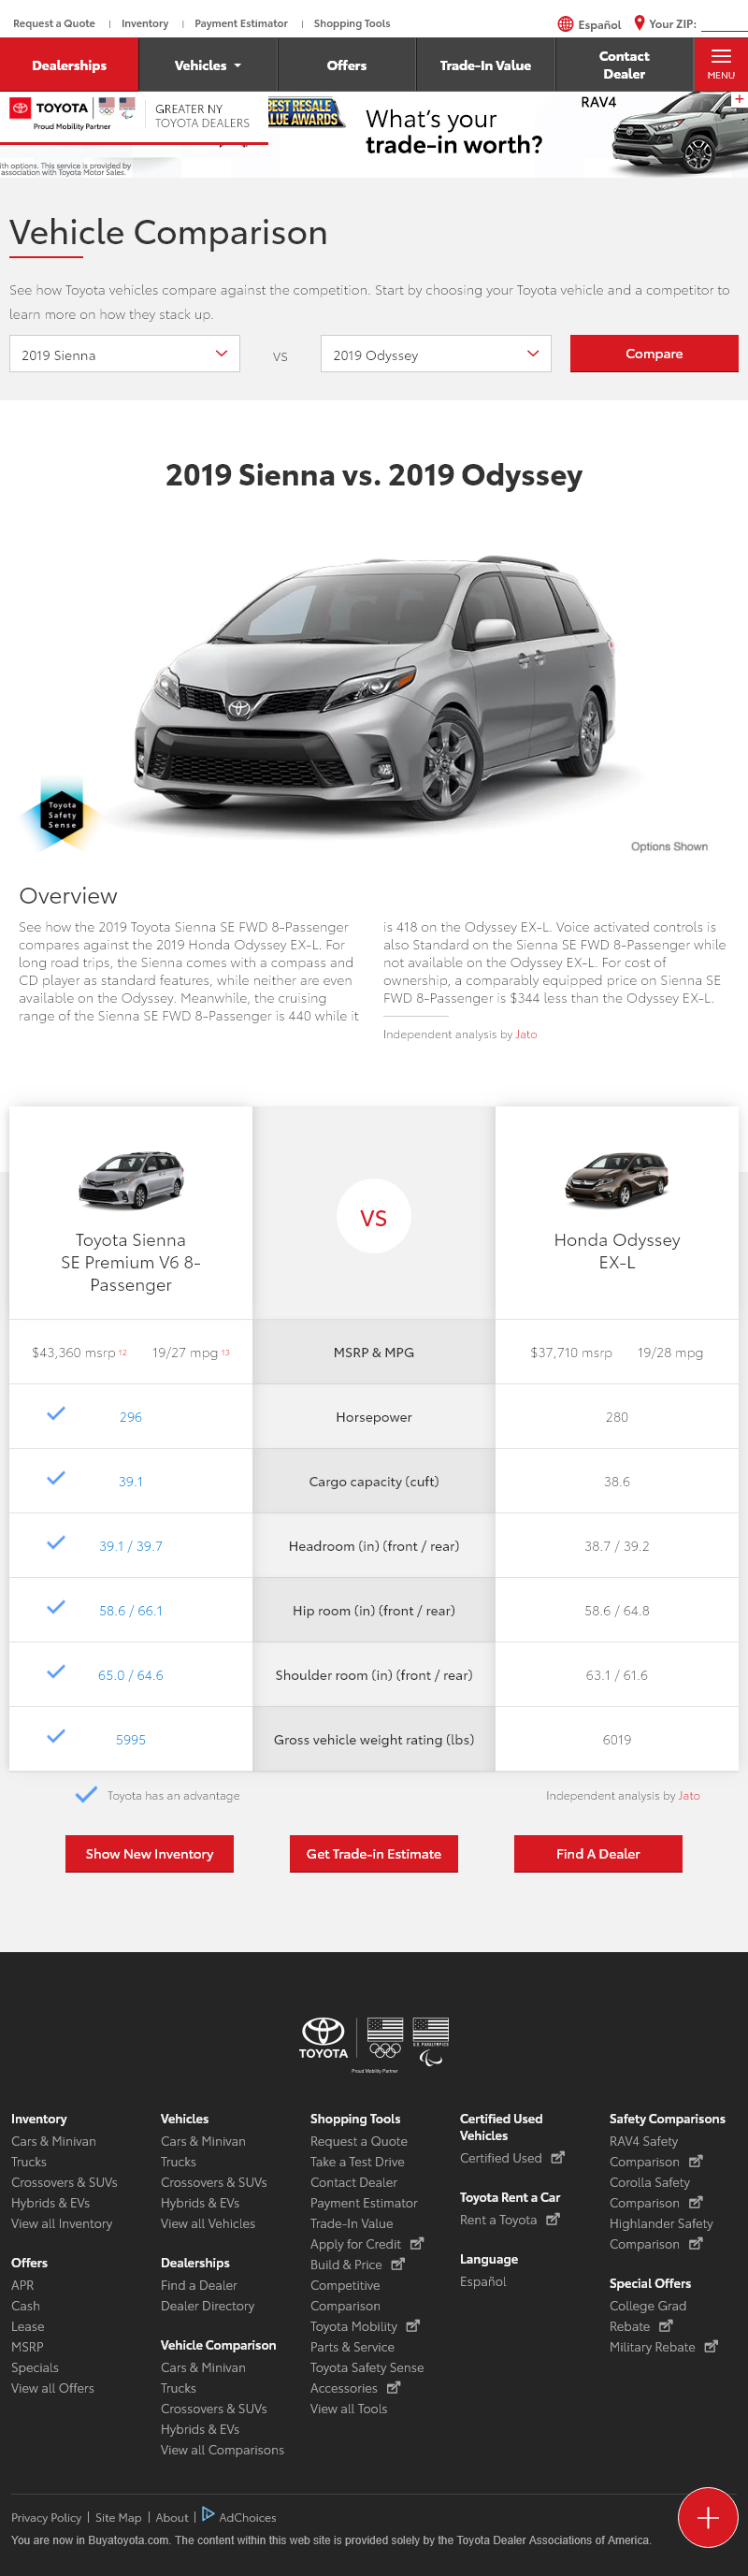 Request a Quote | Inventory | Payment Estimator | Shopping Tools
Español Your ZIP:
Dealerships Vehicles Offers Trade-In Value Contact Dealer MENU
TOYOTA
Proud Mobility Partner
GREATER NY
TOYOTA DEALERS
BEST RESALE
VALUE AWARDS
What's your
trade-in worth?
RAV4
ith options. This service is provided by
association with Toyota Motor Sales.
Vehicle Comparison
See how Toyota vehicles compare against the competition. Start by choosing your Toyota vehicle and a competitor to
learn more on how they stack up.
2019 Sienna VS 2019 Odyssey Compare
2019 Sienna vs. 2019 Odyssey
Toyota
Safety
Sense
Options Shown
Overview
See how the 2019 Toyota Sienna SE FWD 8-Passenger
compares against the 2019 Honda Odyssey EX-L. For
long road trips, the Sienna comes with a compass and
CD player as standard features, while neither are even
available on the Odyssey. Meanwhile, the cruising
range of the Sienna SE FWD 8-Passenger is 440 while it
is 418 on the Odyssey EX-L. Voice activated controls is
also Standard on the Sienna SE FWD 8-Passenger while
not available on the Odyssey EX-L. For cost of
ownership, a comparably equipped price on Sienna SE
FWD 8-Passenger is $344 less than the Odyssey EX-L.
Independent analysis by Jato
Toyota Sienna
SE Premium V6 8-
Passenger
VS
Honda Odyssey
EX-L
$43,360 msrp 12 19/27 mpg 13 MSRP & MPG $37,710 msrp 19/28 mpg
296 Horsepower 280
39.1 Cargo capacity (cuft) 38.6
39.1 / 39.7 Headroom (in) (front / rear) 38.7 / 39.2
58.6 / 66.1 Hip room (in) (front / rear) 58.6 / 64.8
65.0 / 64.6 Shoulder room (in) (front / rear) 63.1 / 61.6
5995 Gross vehicle weight rating (lbs) 6019
Toyota has an advantage
Independent analysis by Jato
Show New Inventory Get Trade-in Estimate Find A Dealer
TOYOTA
U.S. PARALYMPICS
Proud Mobility Partner
Inventory
Cars & Minivan
Trucks
Crossovers & SUVs
Hybrids & EVs
View all Inventory
Offers
APR
Cash
Lease
MSRP
Specials
View all Offers
Vehicles
Cars & Minivan
Trucks
Crossovers & SUVs
Hybrids & EVs
View all Vehicles
Dealerships
Find a Dealer
Dealer Directory
Vehicle Comparison
Cars & Minivan
Trucks
Crossovers & SUVs
Hybrids & EVs
View all Comparisons
Shopping Tools
Request a Quote
Take a Test Drive
Contact Dealer
Payment Estimator
Trade-In Value
Apply for Credit
Build & Price
Competitive
Comparison
Toyota Mobility
Parts & Service
Toyota Safety Sense
Accessories
View all Tools
Certified Used
Vehicles
Certified Used
Toyota Rent a Car
Rent a Toyota
Language
Español
Safety Comparisons
RAV4 Safety
Comparison
Corolla Safety
Comparison
Highlander Safety
Comparison
Special Offers
College Grad
Rebate
Military Rebate
Privacy Policy | Site Map | About | AdChoices
You are now in Buyatoyota.com. The content within this web site is provided solely by the Toyota Dealer Associations of America.